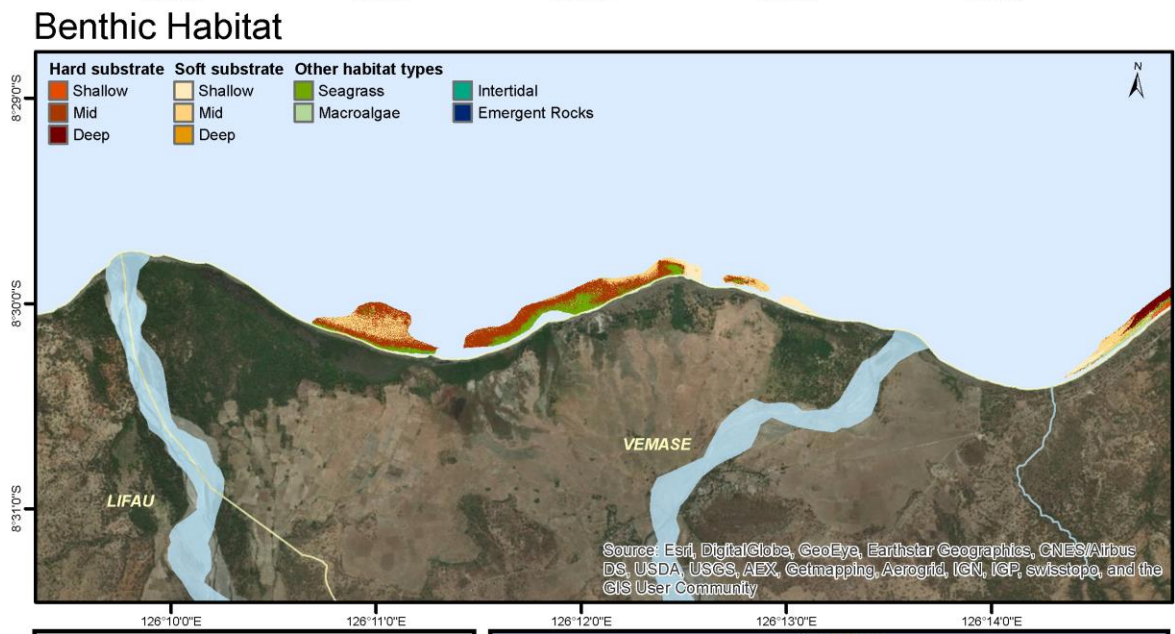 Benthic Habitat
Hard substrate Soft substrate Other habitat types
Shallow Shallow Seagrass Intertidal
Mid Mid Macroalgae Emergent Rocks
Deep Deep
N
8°29'0"S
8°30'0"S
8°31'0"S
VEMASE
LIFAU
Source: Esri, DigitalGlobe, GeoEye, Earthstar Geographics, CNES/Airbus
DS, USDA, USGS, AEX, Getmapping, Aerogrid, IGN, IGP, swisstopo, and the
GIS User Community
126°10'0"E 126°11'0"E 126°12'0"E 126°13'0"E 126°14'0"E